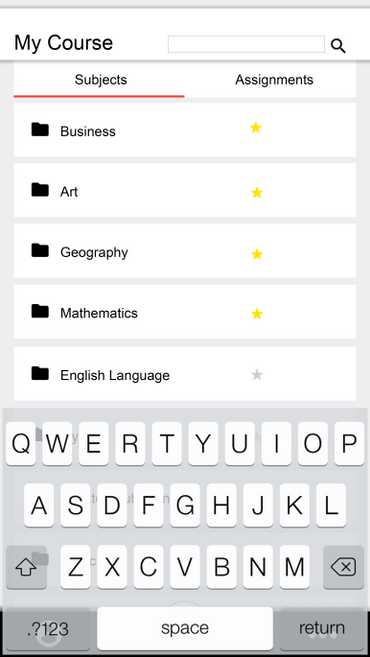 My Course
Subjects Assignments
Business
Art
Geography
Mathematics
English Language
Q W E R T Y U I O P
A S D F G H J K L
Z X C V B N M
.?123 space return